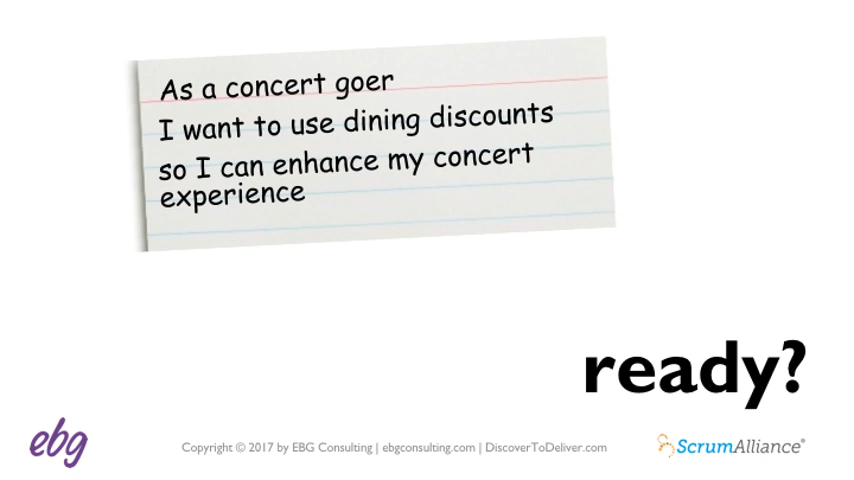 As a concert goer
I want to use dining discounts
so I can enhance my concert
experience
ready?
ebg
Copyright © 2017 by EBG Consulting | ebgconsulting.com | DiscoverToDeliver.com
ScrumAlliance®